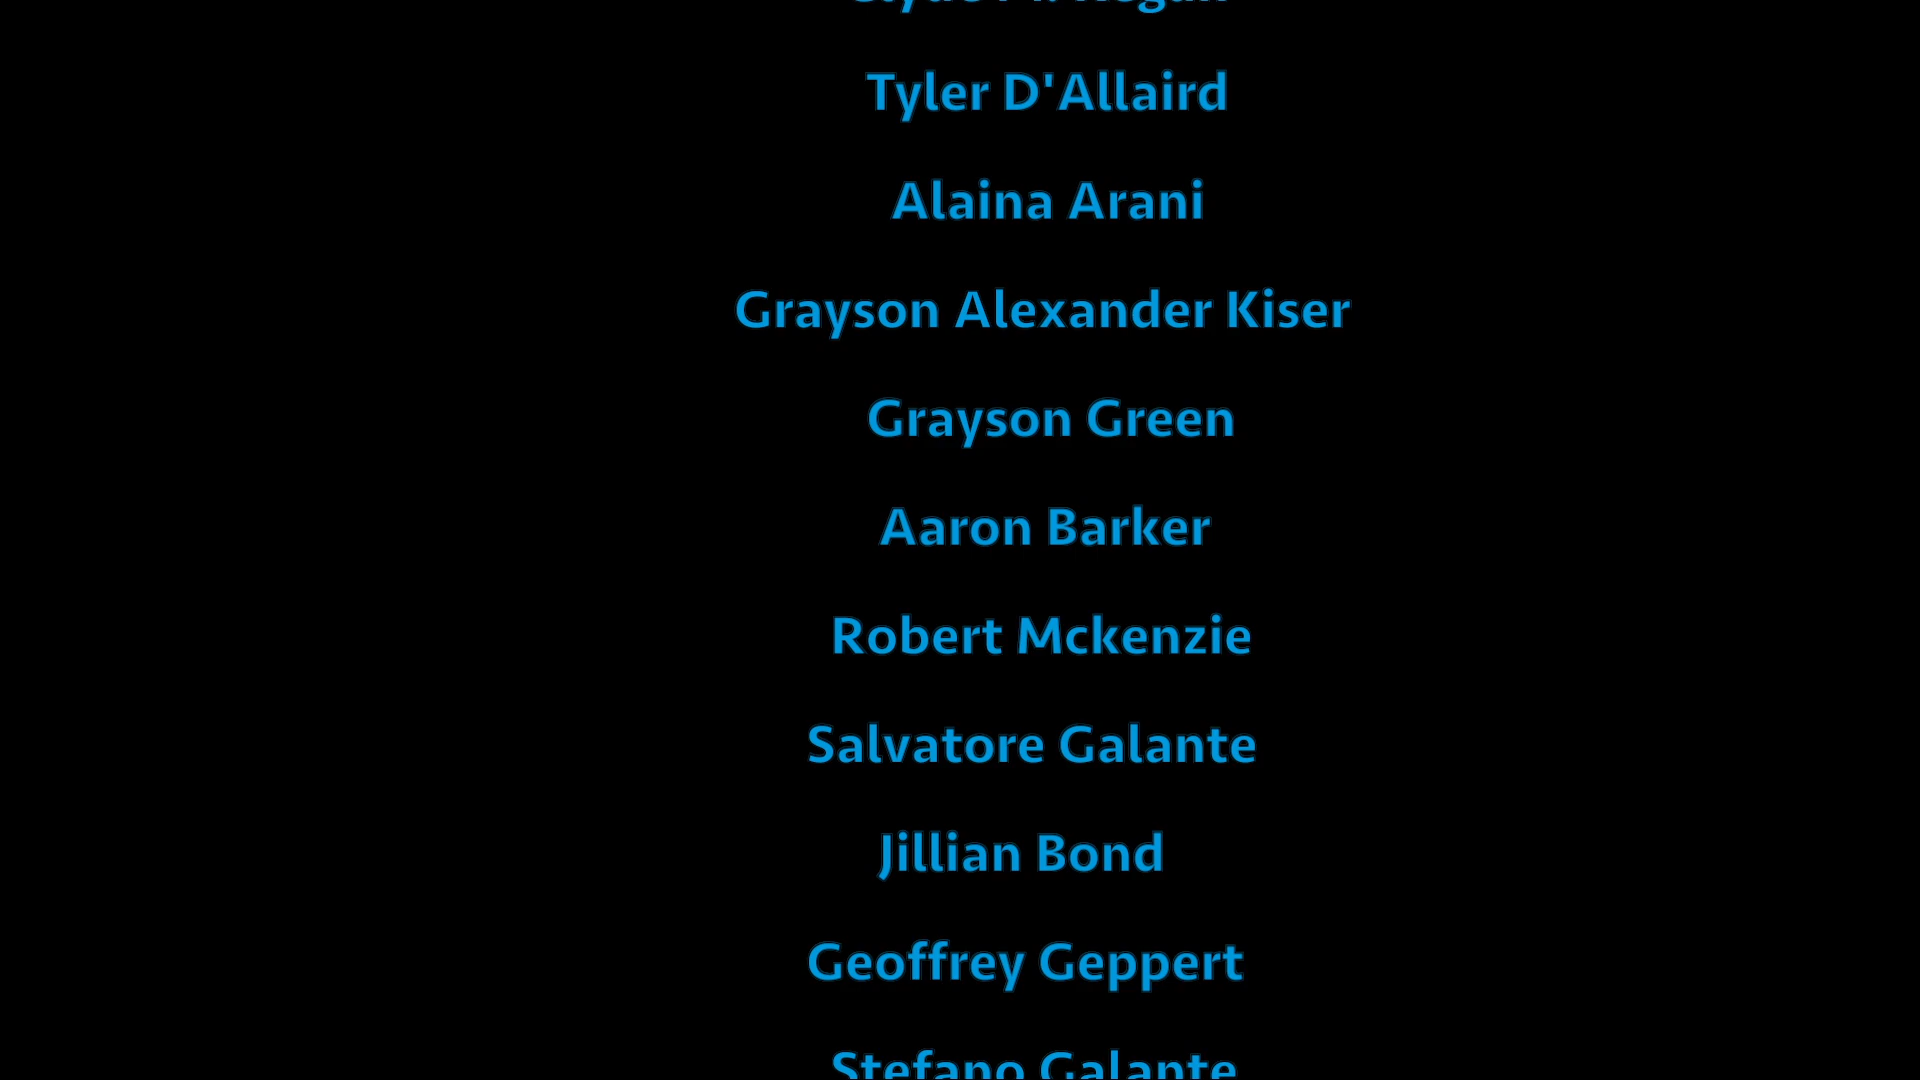 Tyler D'Allaird
Alaina Arani
Grayson Alexander Kiser
Grayson Green
Aaron Barker
Robert Mckenzie
Salvatore Galante
Jillian Bond
Geoffrey Geppert
Stefano Galante